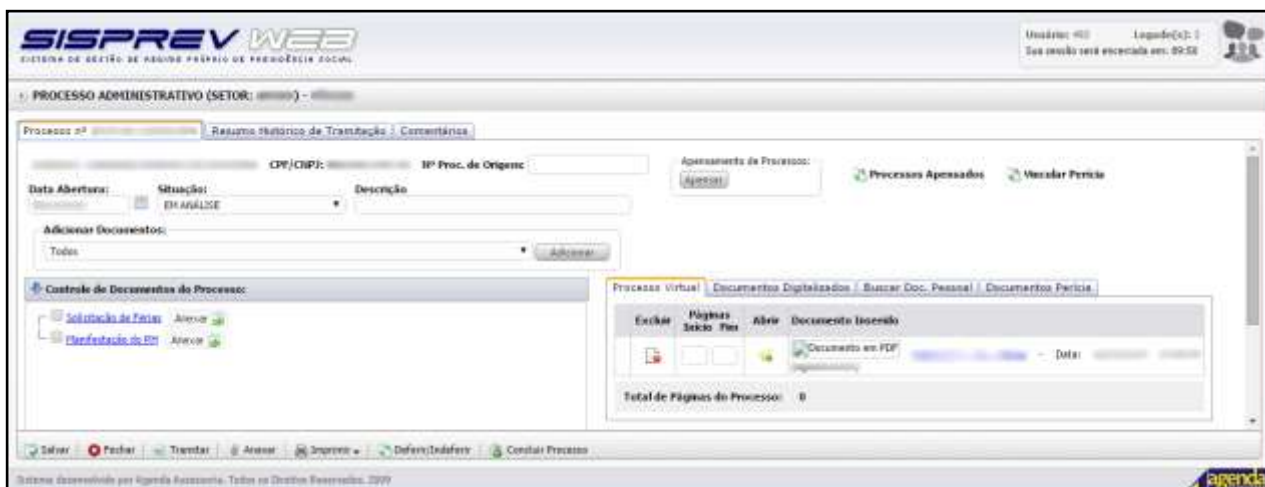 SISPREV WEB
SISTEMA DE GESTÃO DE REGIME PRÓPRIO DE PREVIDÊNCIA SOCIAL
Usuário: Logado(s):
Sua sessão será encerrada em: 09:58
PROCESSO ADMINISTRATIVO (SETOR: ) -
Processo nº Resumo Histórico de Tramitação Comentários
CPF/CNPJ: Nº Proc. de Origem: Apensamento de Processos:
Apensar Processos Apensados Vincular Perícia
Data Abertura: Situação: Descrição
EM ANÁLISE
Adicionar Documentos:
Todos Adicionar
Controle de Documentos do Processo:
Solicitação de Férias Anexar
Manifestação do RH Anexar
Processo Virtual Documentos Digitalizados Buscar Doc. Pessoal Documentos Perícia
Excluir Páginas Início Fim Abrir Documento Inserido
Documento em PDF - Data:
Total de Páginas do Processo: 0
Salvar Fechar Tramitar Anexar Imprimir Deferir/Indeferir Concluir Processo
Sistema desenvolvido por Agenda Assessoria. Todos os Direitos Reservados. 2009
agenda